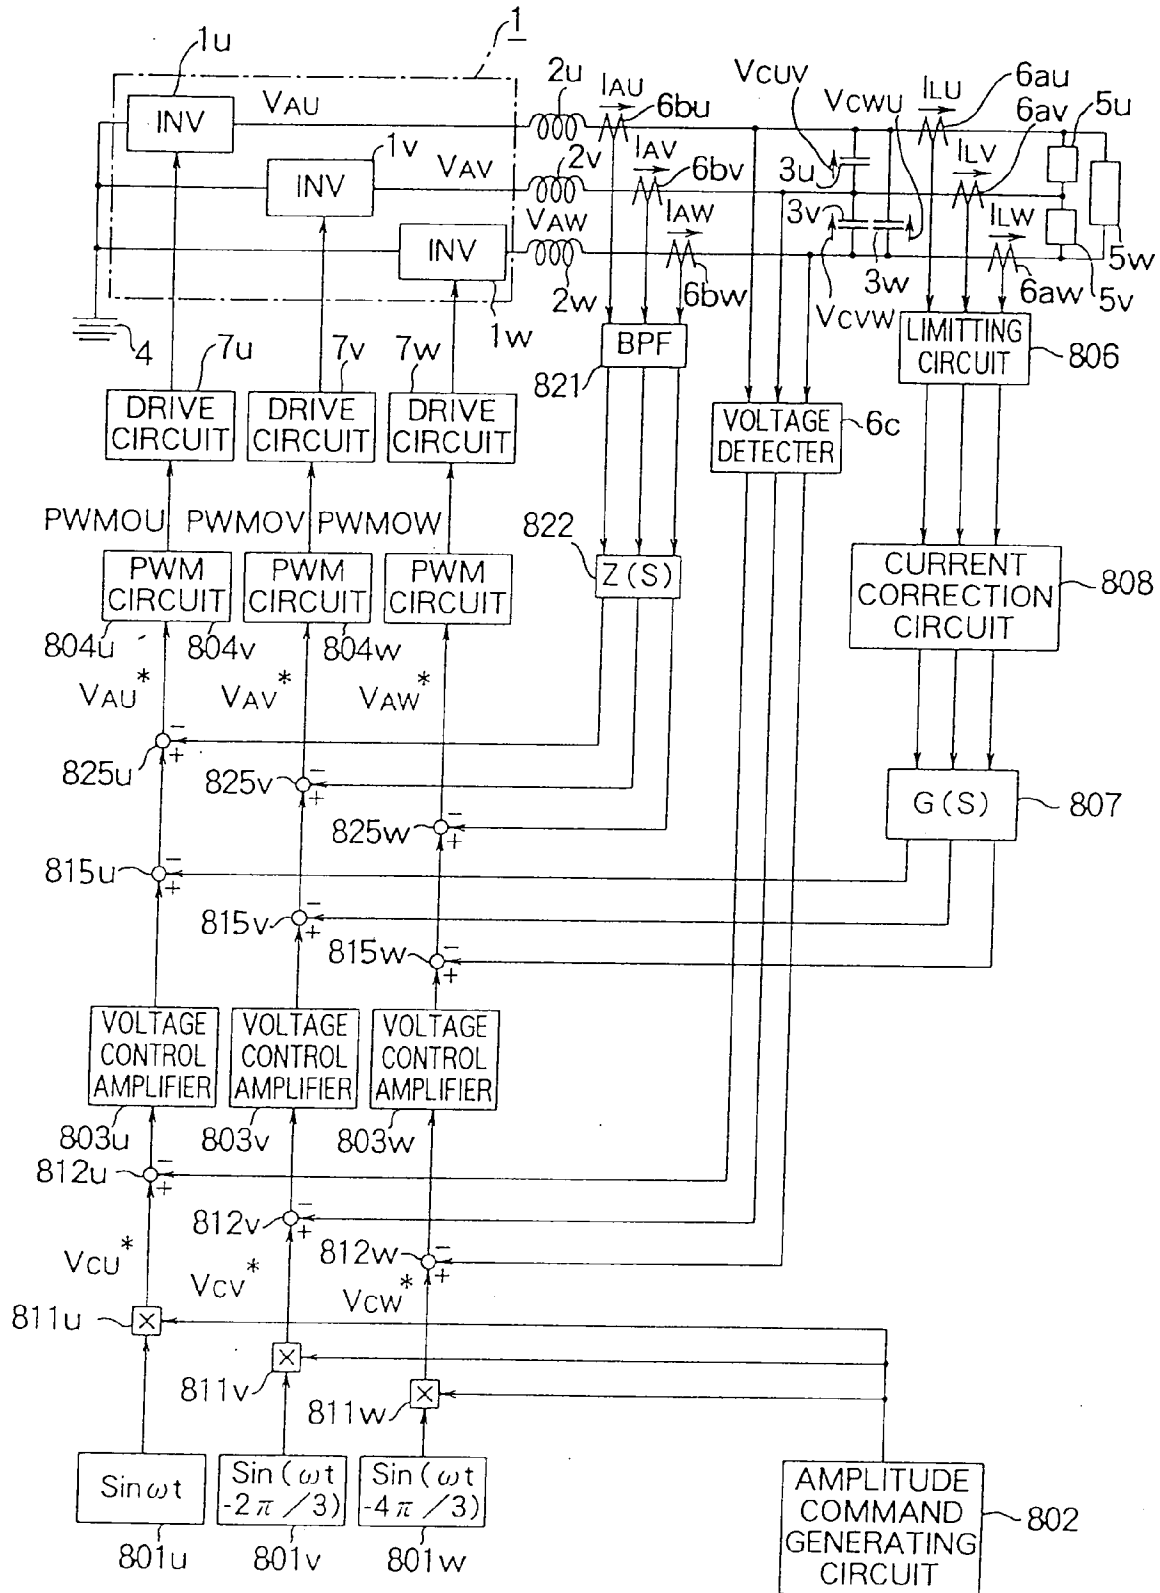 1
1u
2u
IAU
6bu
VCUV
VCWU
ILU
6au
6av
5u
VAU
INV
1v
2v
IAV
6bv
3u
ILV
VAV
INV
VAW
IAW
3v
ILW
INV
2w
6bw
3w
6aw
5v
5w
4
1w
VCVW
7u
7v
7w
BPF
821
LIMITTING
CIRCUIT
806
DRIVE
CIRCUIT
DRIVE
CIRCUIT
DRIVE
CIRCUIT
VOLTAGE
DETECTER
6c
PWMOU
PWMOV
PWMOW
822
Z(S)
PWM
CIRCUIT
PWM
CIRCUIT
PWM
CIRCUIT
CURRENT
CORRECTION
CIRCUIT
808
804u
804v
804w
VAU*
VAV*
VAW*
−
+
825u
−
+
825v
−
+
825w
G(S)
807
−
+
815u
−
+
815v
−
+
815w
VOLTAGE
CONTROL
AMPLIFIER
VOLTAGE
CONTROL
AMPLIFIER
VOLTAGE
CONTROL
AMPLIFIER
803u
803v
803w
812u
−
+
812v
−
+
812w
−
+
VCU*
VCV*
VCW*
811u
×
811v
×
811w
×
Sinωt
Sin(ωt
-2π/3)
Sin(ωt
-4π/3)
801u
801v
801w
AMPLITUDE
COMMAND
GENERATING
CIRCUIT
802